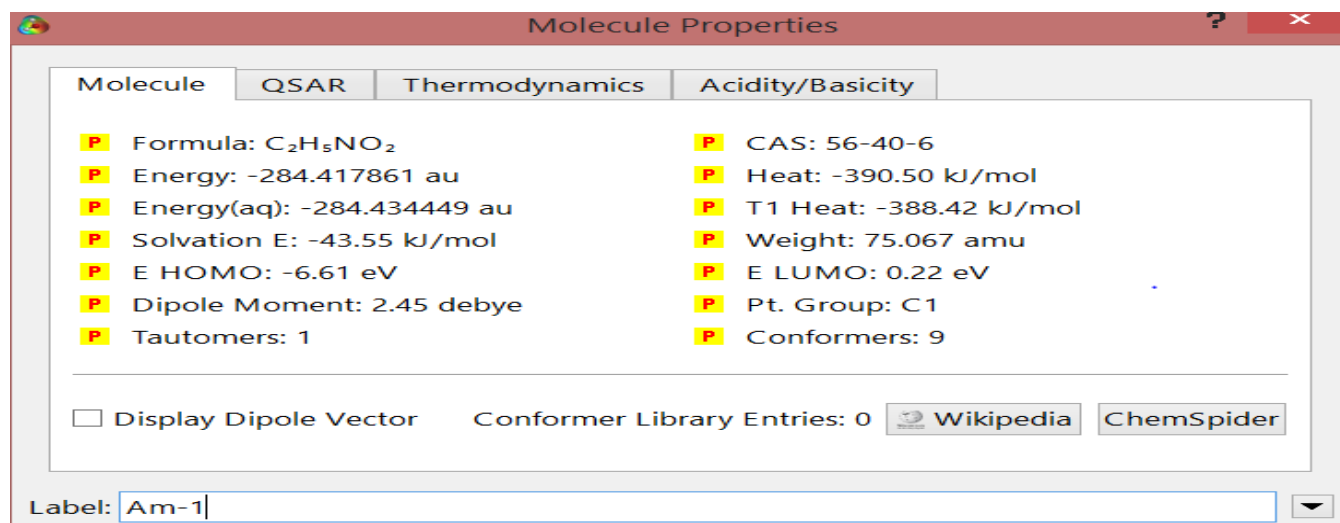 Molecule Properties ? ×
Molecule QSAR Thermodynamics Acidity/Basicity
P Formula: C₂H₅NO₂ P CAS: 56-40-6
P Energy: -284.417861 au P Heat: -390.50 kJ/mol
P Energy(aq): -284.434449 au P T1 Heat: -388.42 kJ/mol
P Solvation E: -43.55 kJ/mol P Weight: 75.067 amu
P E HOMO: -6.61 eV P E LUMO: 0.22 eV
P Dipole Moment: 2.45 debye P Pt. Group: C1
P Tautomers: 1 P Conformers: 9
Display Dipole Vector Conformer Library Entries: 0 Wikipedia ChemSpider
Label: Am-1